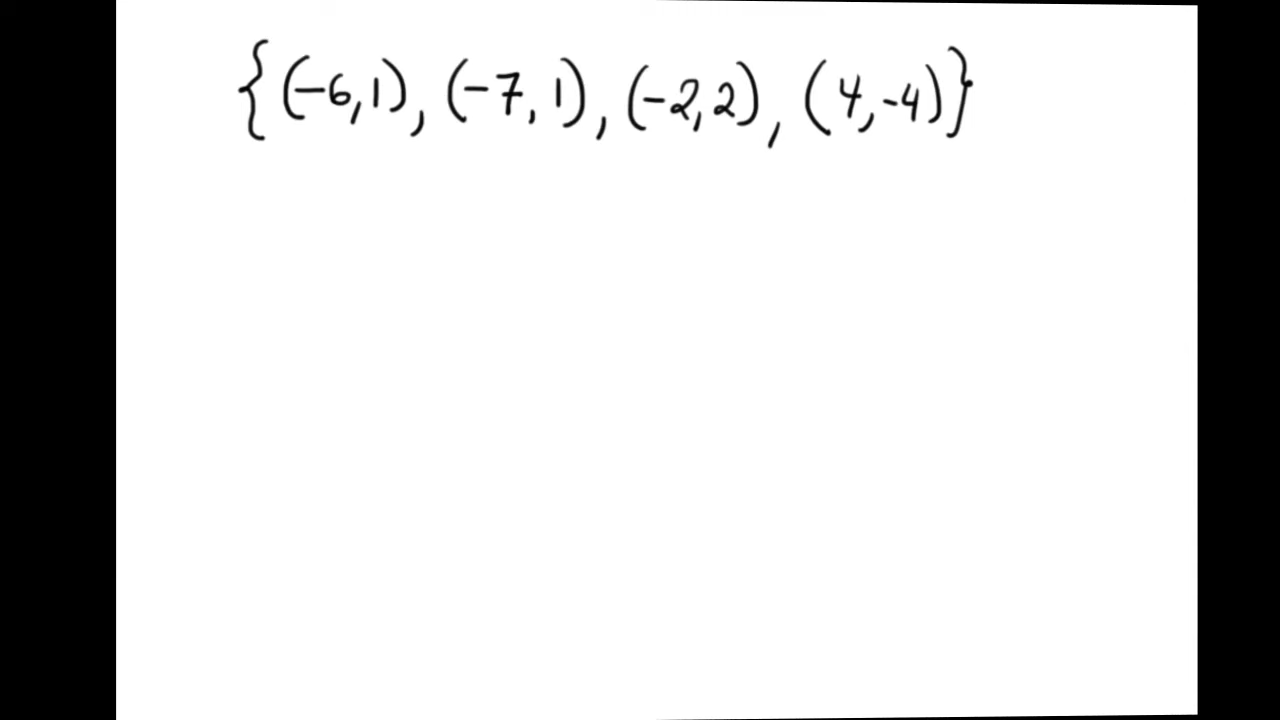 {(-6,1), (-7,1), (-2,2), (4,-4)}